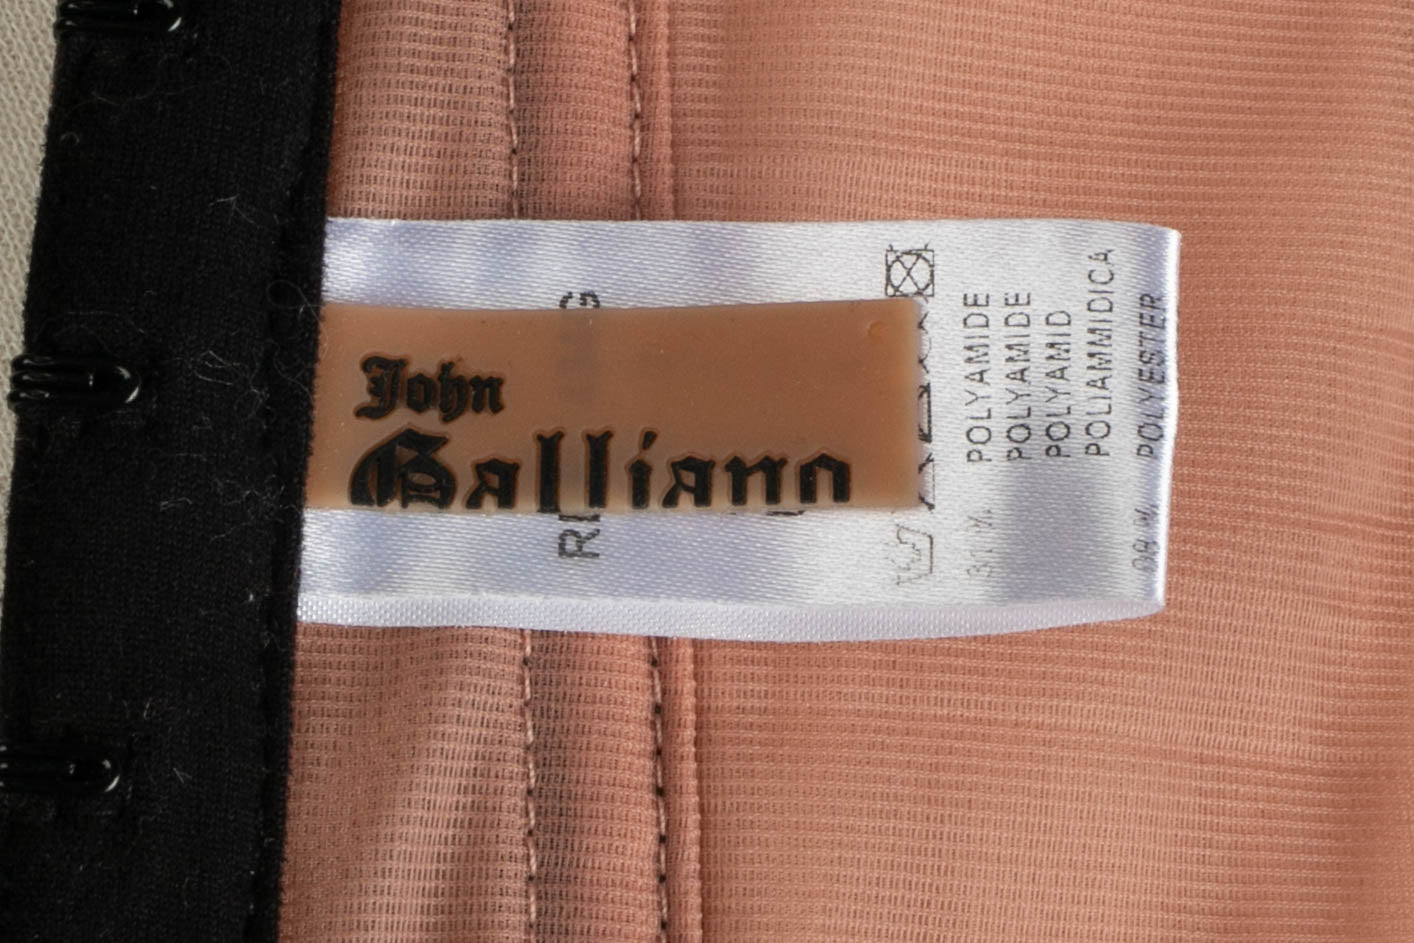 John
Galliano
POLYAMIDE
POLYAMIDE
POLYAMID
POLIAMMIDICA
POLYESTER